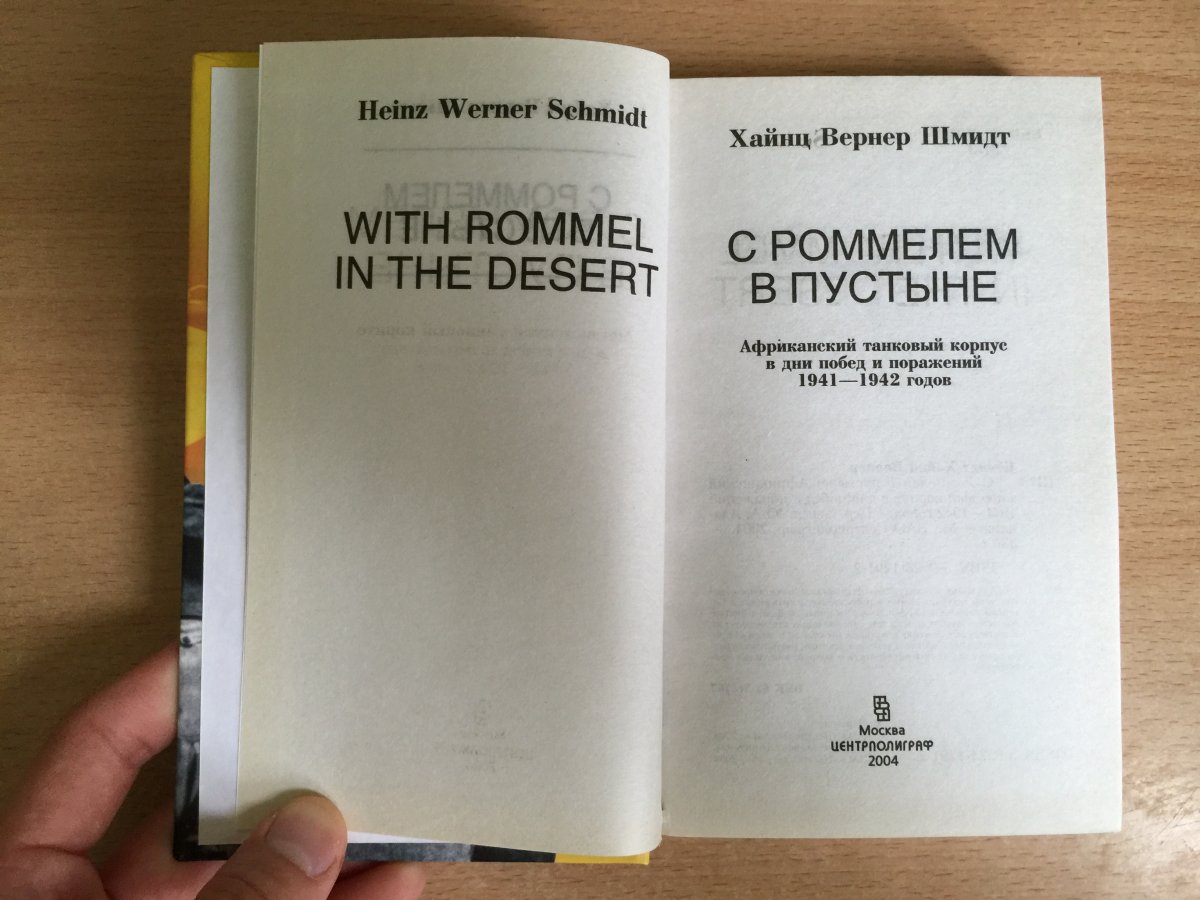 Heinz Werner Schmidt
WITH ROMMEL
IN THE DESERT
Хайнц Вернер Шмидт
С РОММЕЛЕМ
В ПУСТЫНЕ
Африканский танковый корпус
в дни побед и поражений
1941—1942 годов
Москва
ЦЕНТРПОЛИГРАФ
2004